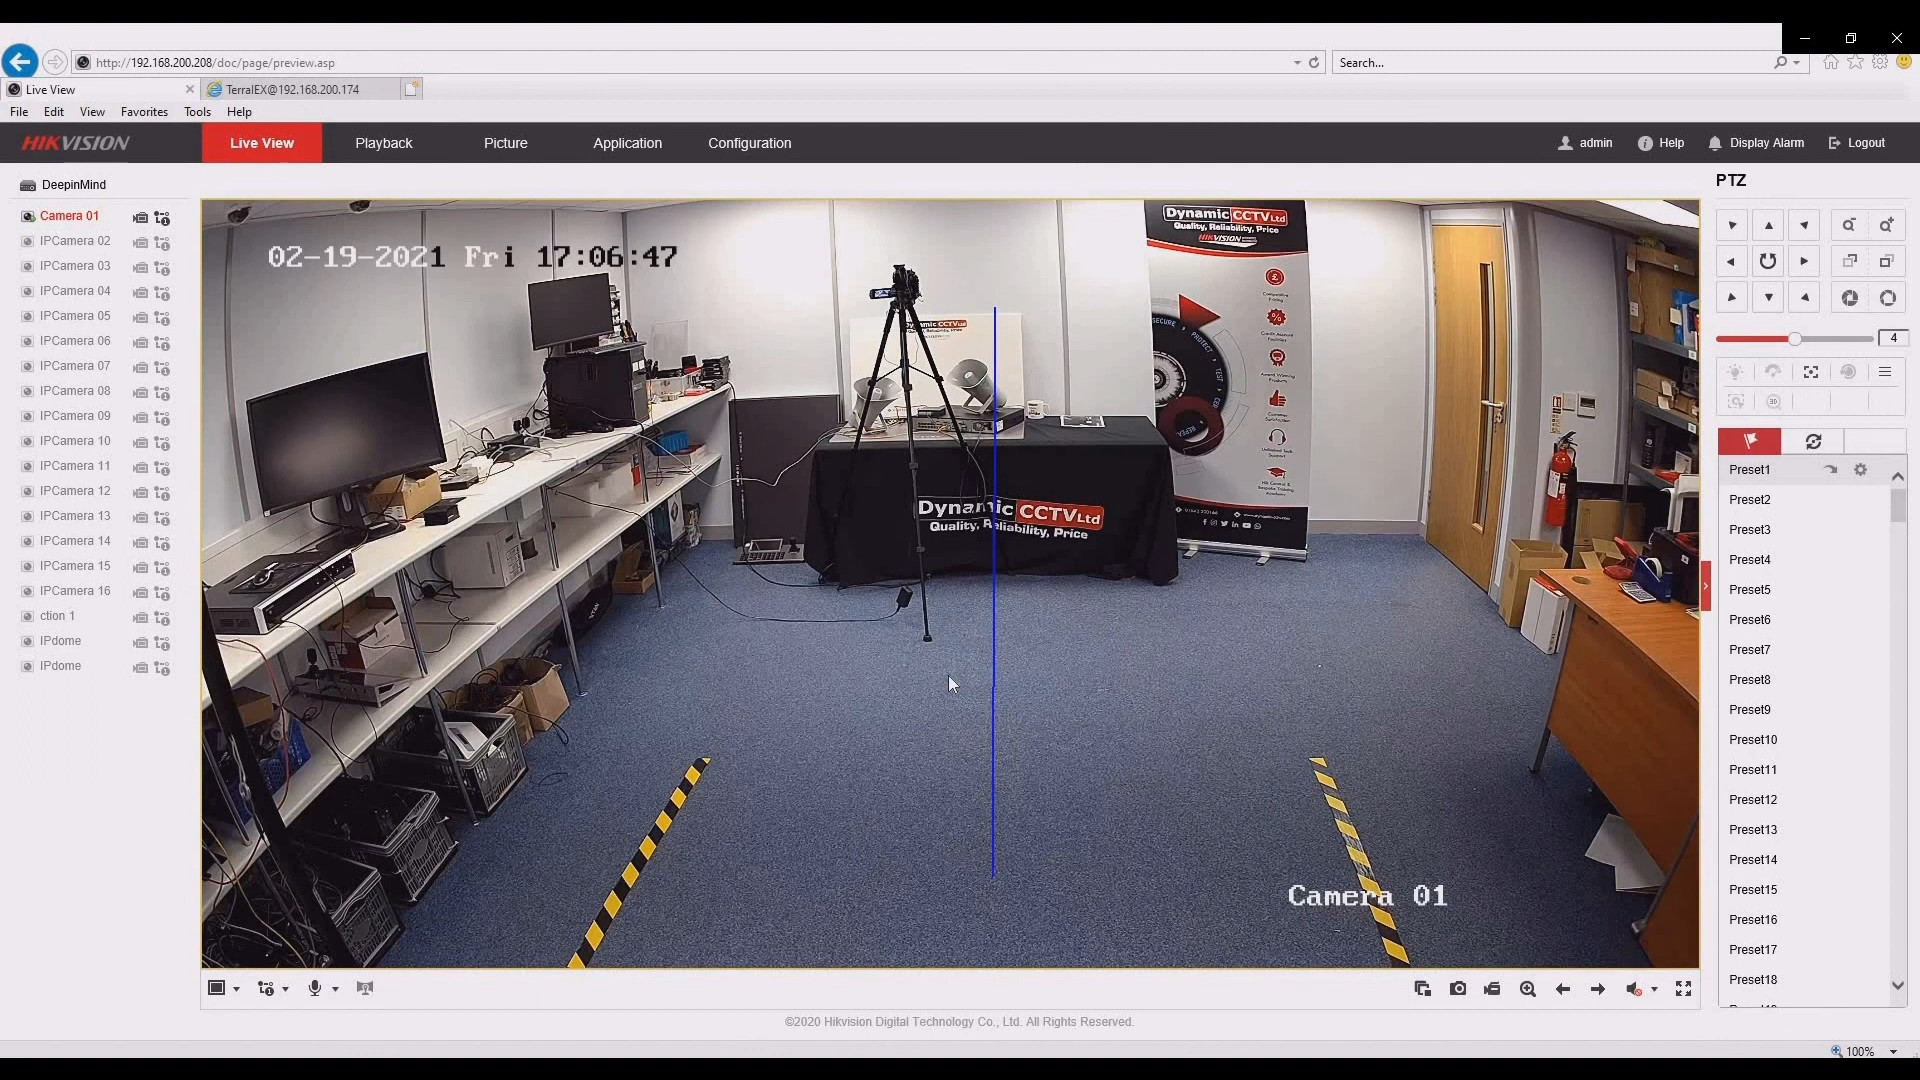 http://192.168.200.208/doc/page/preview.asp
Search...
Live View
TerralEX@192.168.200.174
File Edit View Favorites Tools Help
HIKVISION
Live View Playback Picture Application Configuration
admin Help Display Alarm Logout
DeepinMind
Camera 01
IPCamera 02
IPCamera 03
IPCamera 04
IPCamera 05
IPCamera 06
IPCamera 07
IPCamera 08
IPCamera 09
IPCamera 10
IPCamera 11
IPCamera 12
IPCamera 13
IPCamera 14
IPCamera 15
IPCamera 16
ction 1
IPdome
IPdome
02-19-2021 Fri 17:06:47
Dynamic CCTV Ltd
Quality, Reliability, Price
HIKVISION
SECURE
PROTECT
TEST
Dynamic CCTV Ltd
Quality, Reliability, Price
Camera 01
PTZ
4
Preset1
Preset2
Preset3
Preset4
Preset5
Preset6
Preset7
Preset8
Preset9
Preset10
Preset11
Preset12
Preset13
Preset14
Preset15
Preset16
Preset17
Preset18
©2020 Hikvision Digital Technology Co., Ltd. All Rights Reserved.
100%